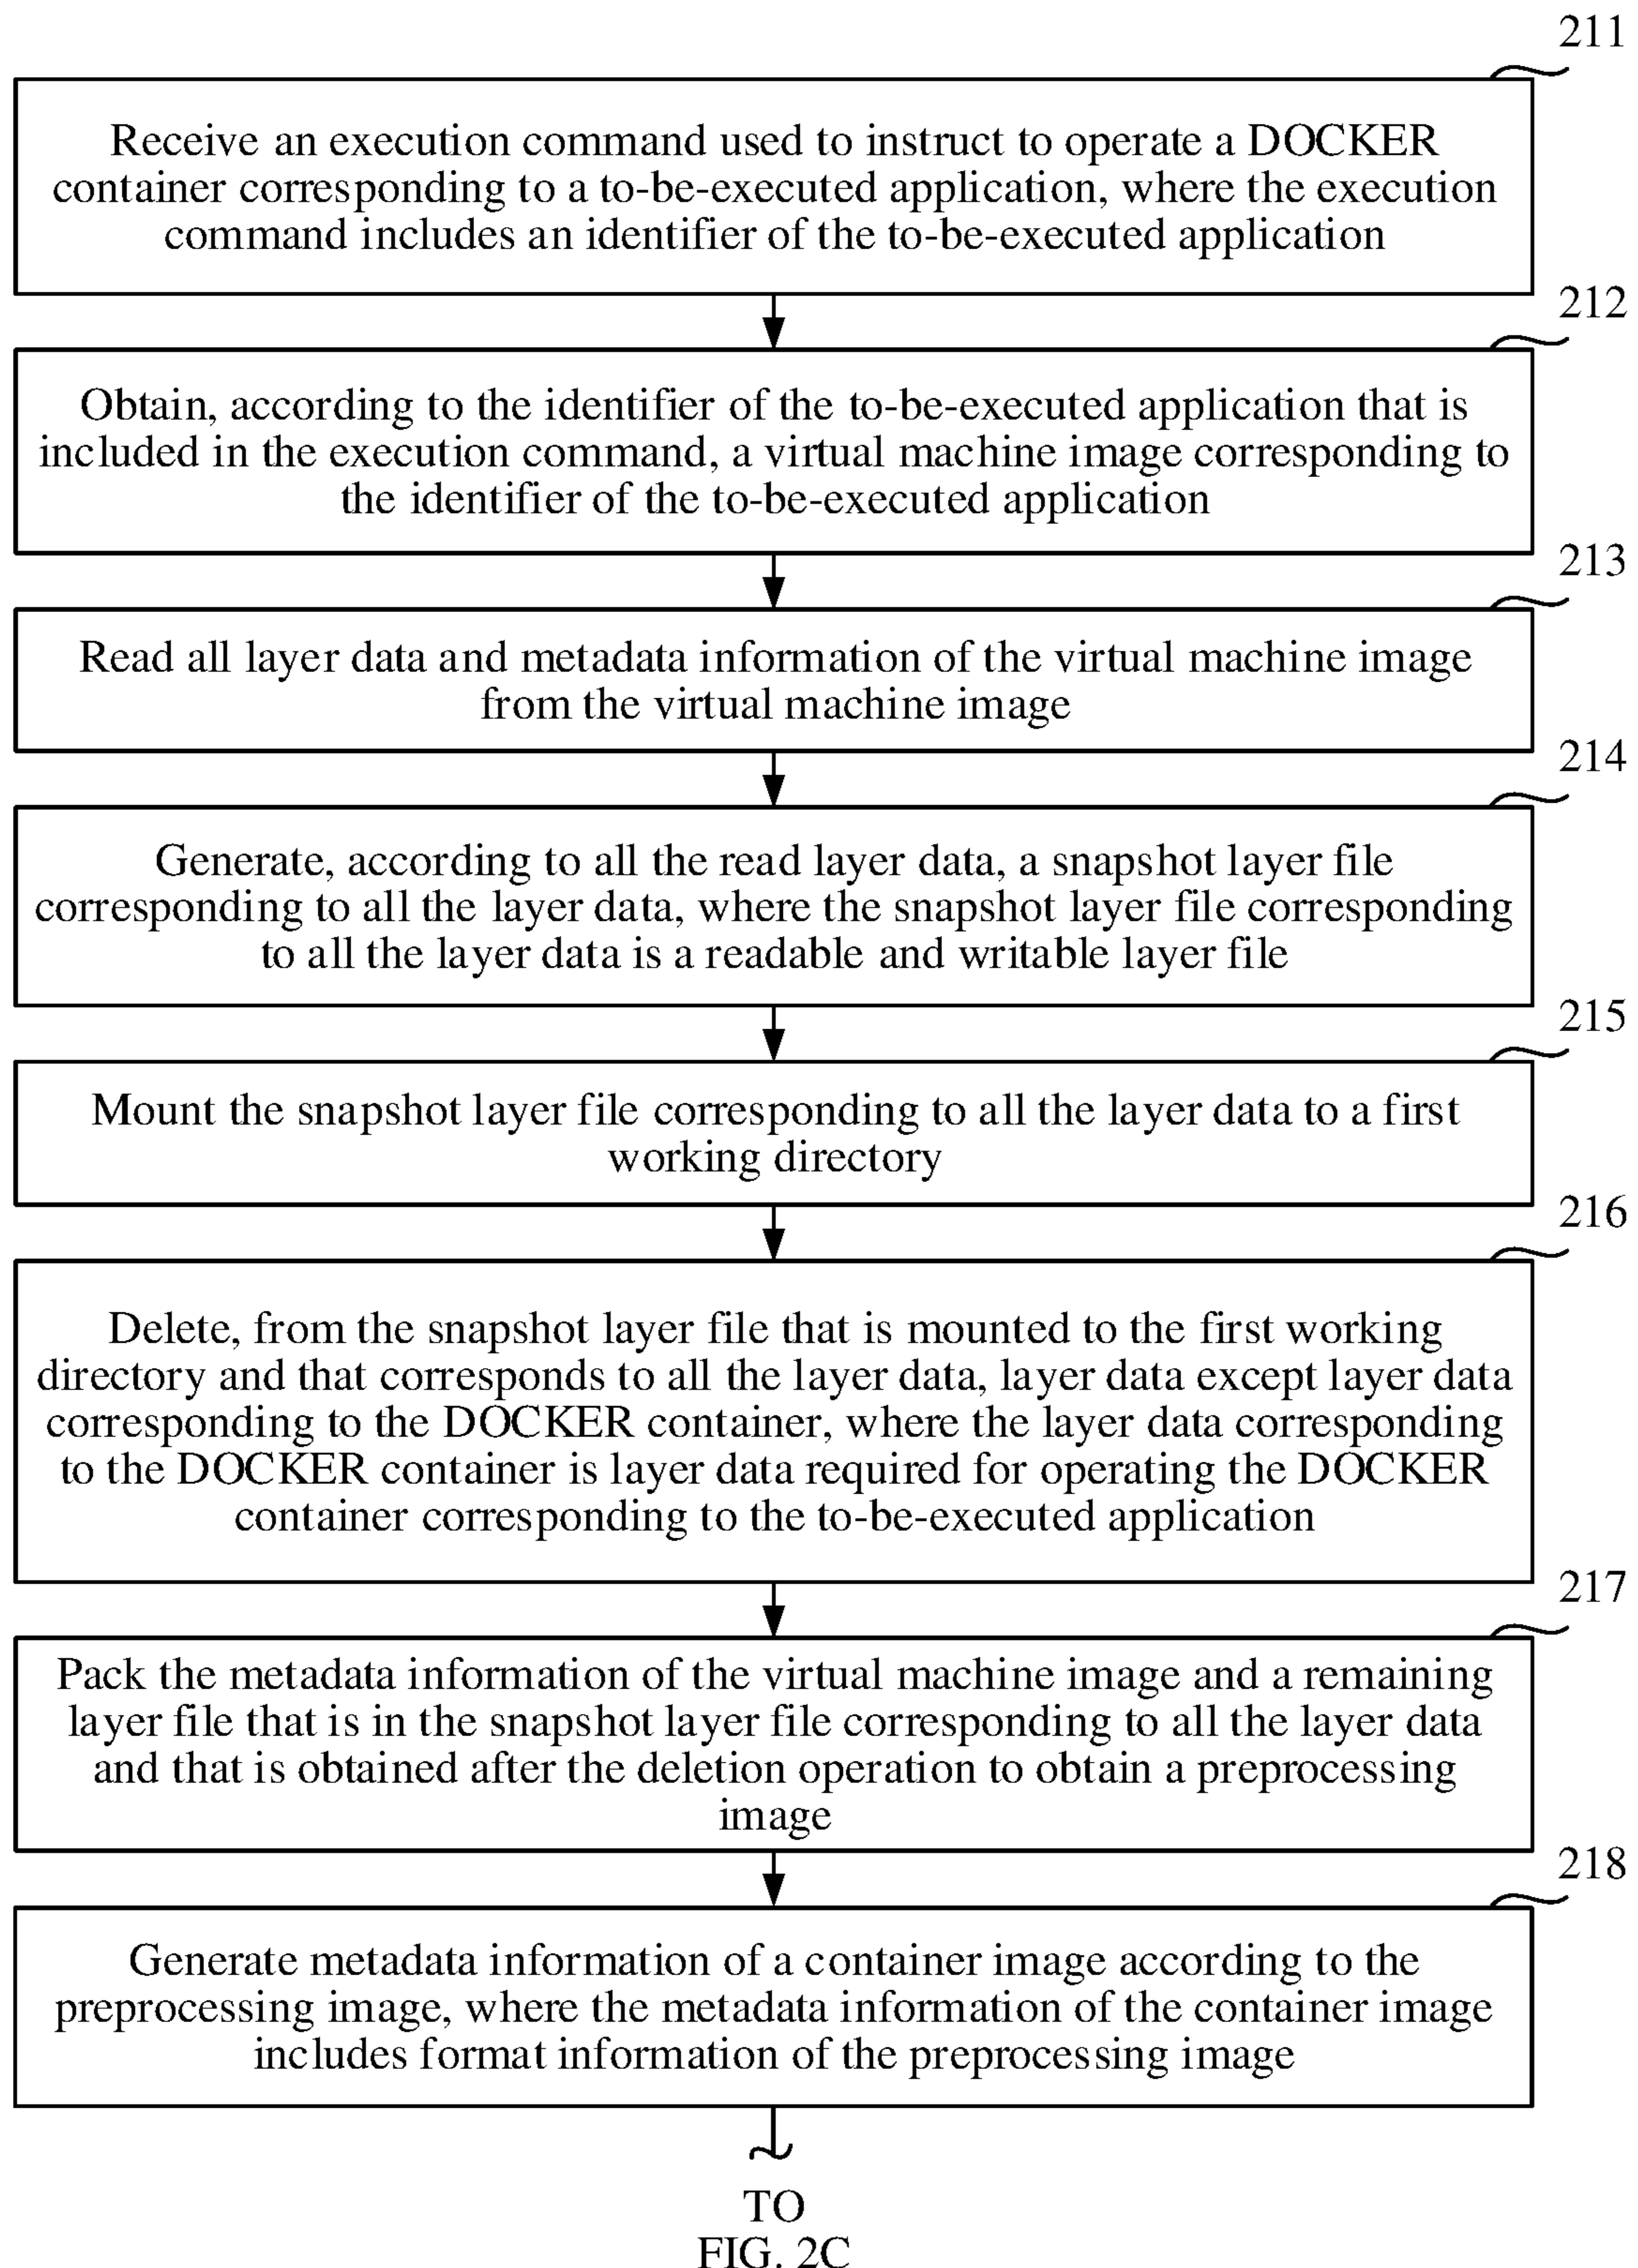 211
Receive an execution command used to instruct to operate a DOCKER
container corresponding to a to-be-executed application, where the execution
command includes an identifier of the to-be-executed application
212
Obtain, according to the identifier of the to-be-executed application that is
included in the execution command, a virtual machine image corresponding to
the identifier of the to-be-executed application
213
Read all layer data and metadata information of the virtual machine image
from the virtual machine image
214
Generate, according to all the read layer data, a snapshot layer file
corresponding to all the layer data, where the snapshot layer file corresponding
to all the layer data is a readable and writable layer file
215
Mount the snapshot layer file corresponding to all the layer data to a first
working directory
216
Delete, from the snapshot layer file that is mounted to the first working
directory and that corresponds to all the layer data, layer data except layer data
corresponding to the DOCKER container, where the layer data corresponding
to the DOCKER container is layer data required for operating the DOCKER
container corresponding to the to-be-executed application
217
Pack the metadata information of the virtual machine image and a remaining
layer file that is in the snapshot layer file corresponding to all the layer data
and that is obtained after the deletion operation to obtain a preprocessing
image
218
Generate metadata information of a container image according to the
preprocessing image, where the metadata information of the container image
includes format information of the preprocessing image
TO
FIG. 2C